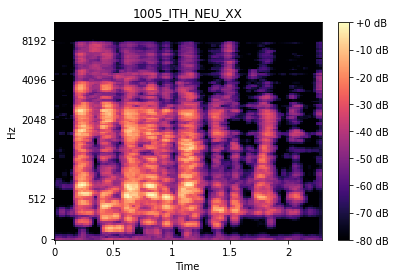 1005_ITH_NEU_XX
+0 dB
8192
-10 dB
4096
-20 dB
-30 dB
Hz
2048
-40 dB
1024
-50 dB
512
-60 dB
-70 dB
0
-80 dB
0 0.5 1 1.5 2
Time